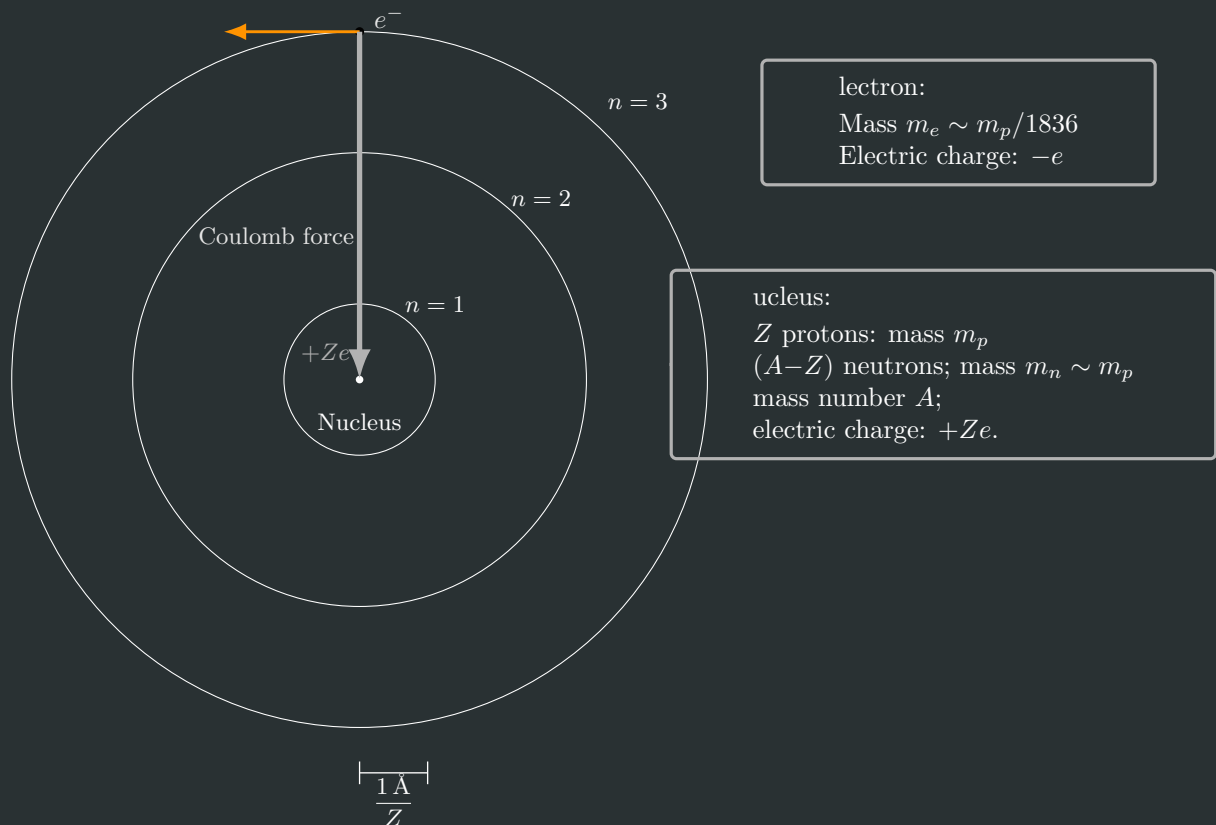 e⁻
n = 3
lectron:
Mass mₑ ∼ mₚ/1836
Electric charge: −e
n = 2
Coulomb force
n = 1
+Ze
Nucleus
ucleus:
Z protons: mass mₚ
(A−Z) neutrons; mass mₙ ∼ mₚ
mass number A;
electric charge: +Ze.
1 Å
Z